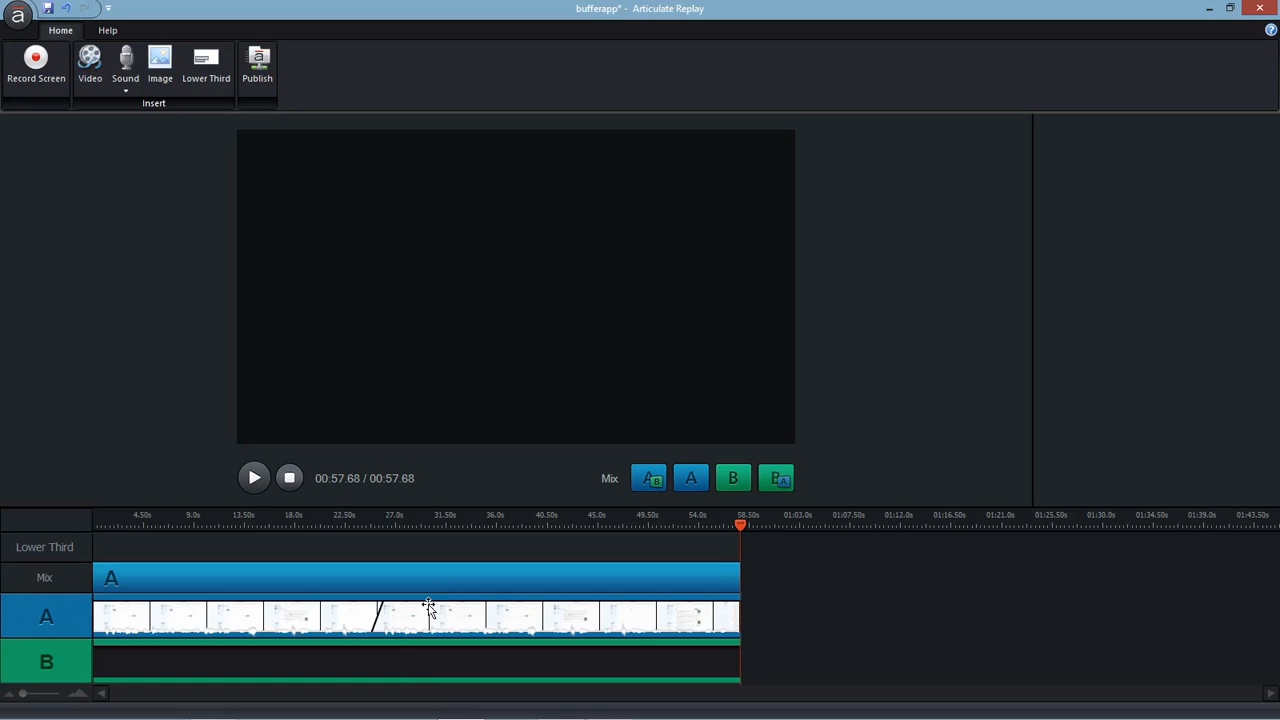 bufferapp* - Articulate Replay
Home Help
Record Screen
Video
Sound
Image
Lower Third
Publish
Insert
00:57.68 / 00:57.68
Mix
A B
A
B
B A
4.50s 9.0s 13.50s 18.0s 22.50s 27.0s 31.50s 36.0s 40.50s 45.0s 49.50s 54.0s 58.50s 01:03.0s 01:07.50s 01:12.0s 01:16.50s 01:21.0s 01:25.50s 01:30.0s 01:34.50s 01:39.0s 01:43.50s
Lower Third
Mix A
A
B